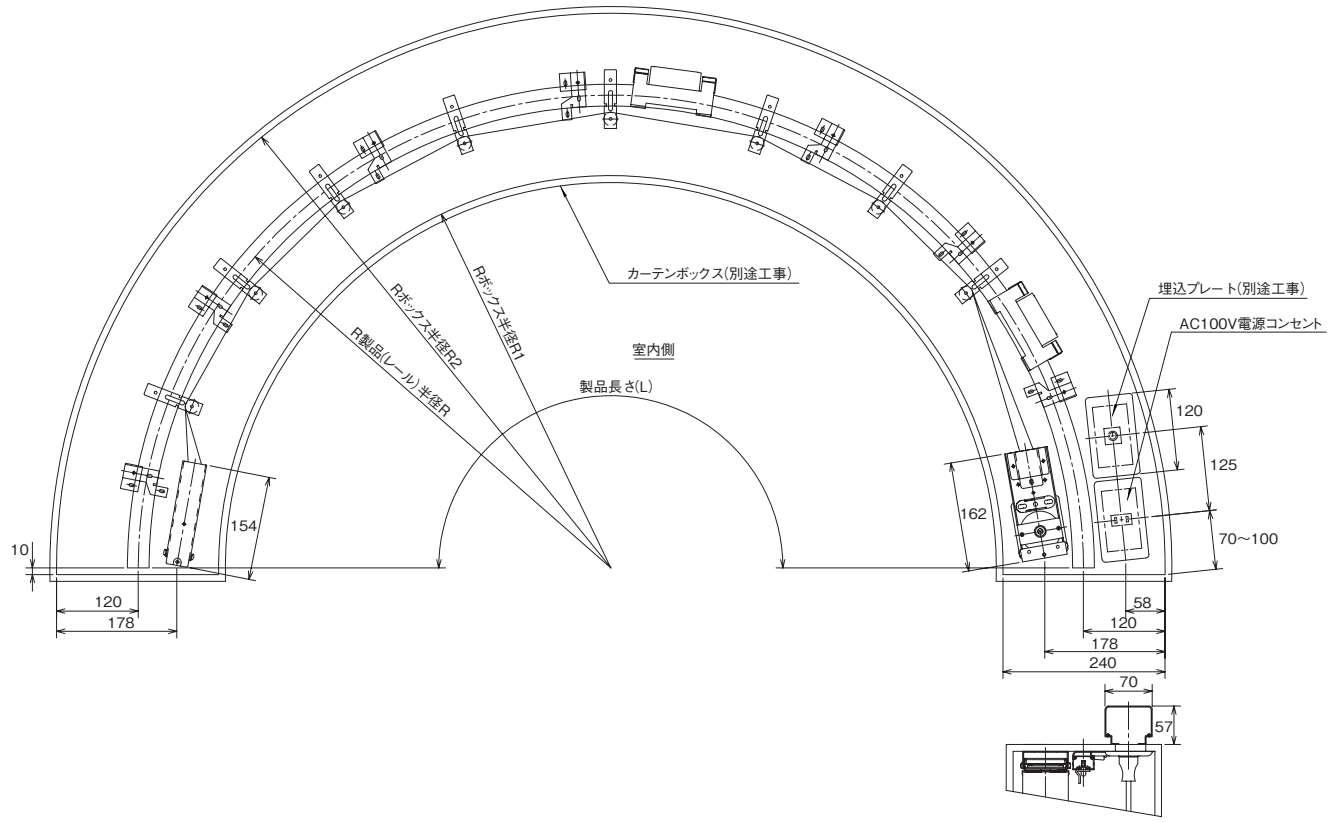 カーテンボックス(別途工事)
埋込プレート(別途工事)
AC100V電源コンセント
Rボックス半径R1
Rボックス半径R2
R製品(レール)半径R
室内側
製品長さ(L)
120
125
154
162
70~100
10
120
178
58
120
178
240
70
57